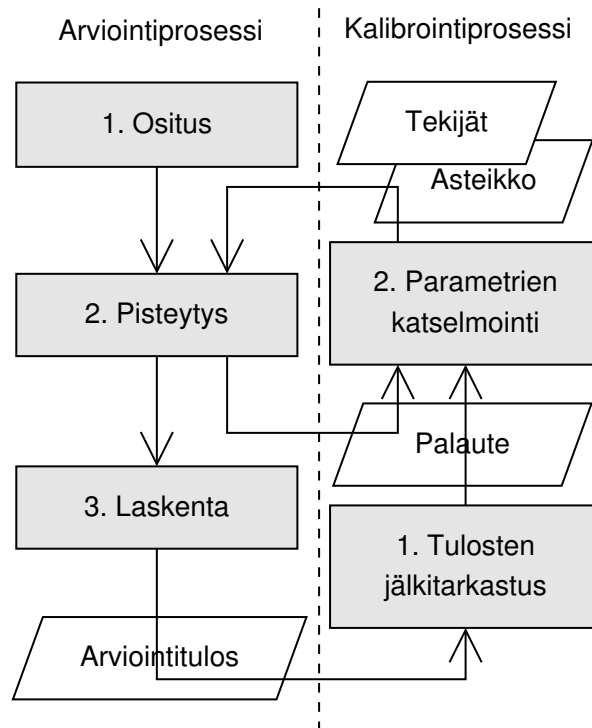 Arviointiprosessi
Kalibrointiprosessi
1. Ositus
Tekijät
Asteikko
2. Pisteytys
2. Parametrien
katselmointi
Palaute
3. Laskenta
1. Tulosten
jälkitarkastus
Arviointitulos